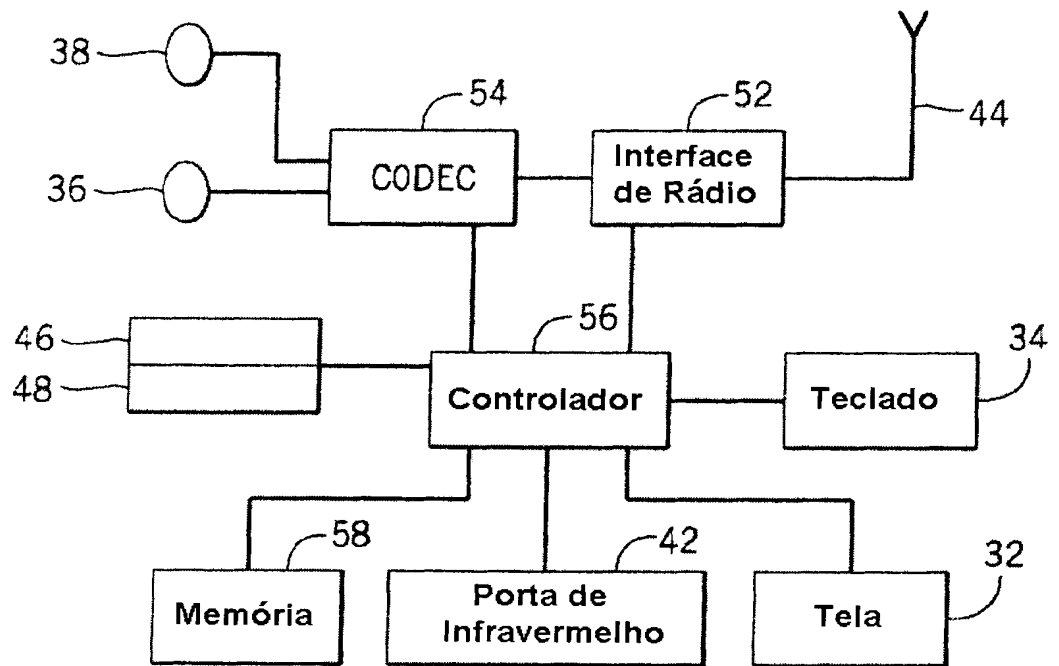 38
54
52
44
CODEC
Interface
de Rádio
36
46
48
56
34
Controlador
Teclado
58
42
32
Memória
Porta de
Infravermelho
Tela